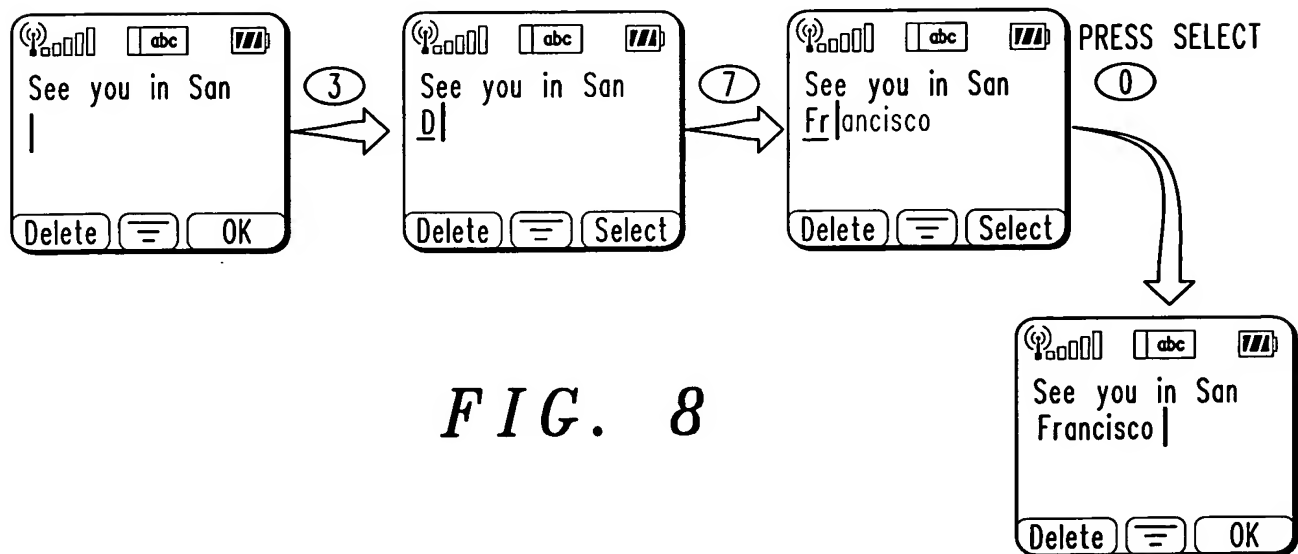 abc
See you in San
Delete
OK
3
abc
See you in San
D
Delete
Select
7
abc
See you in San
Francisco
Delete
Select
PRESS SELECT
0
abc
See you in San
Francisco
Delete
OK
FIG. 8